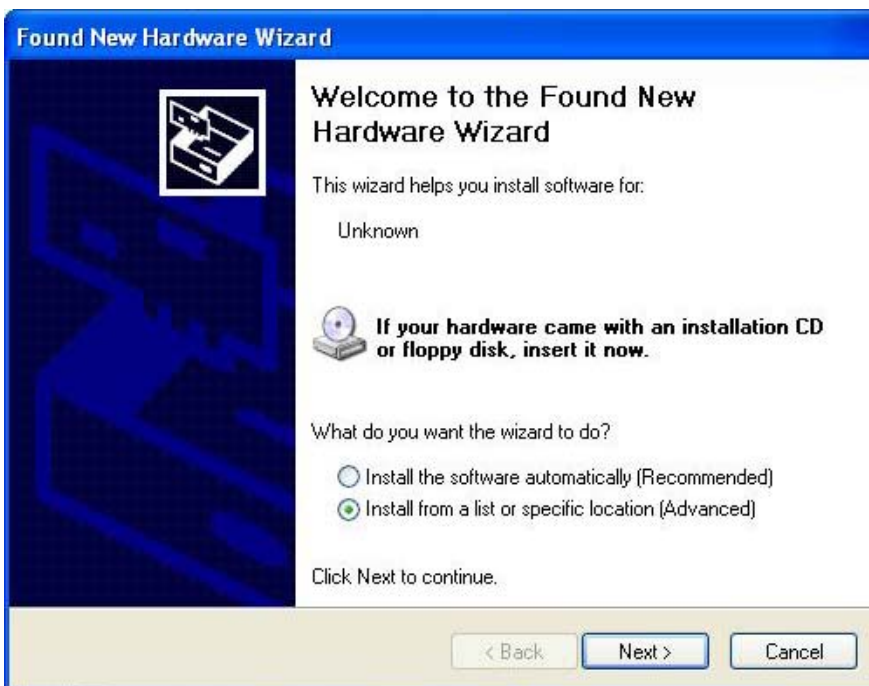 Found New Hardware Wizard
Welcome to the Found New
Hardware Wizard
This wizard helps you install software for:
Unknown
If your hardware came with an installation CD
or floppy disk, insert it now.
What do you want the wizard to do?
Install the software automatically (Recommended)
Install from a list or specific location (Advanced)
Click Next to continue.
< Back Next > Cancel